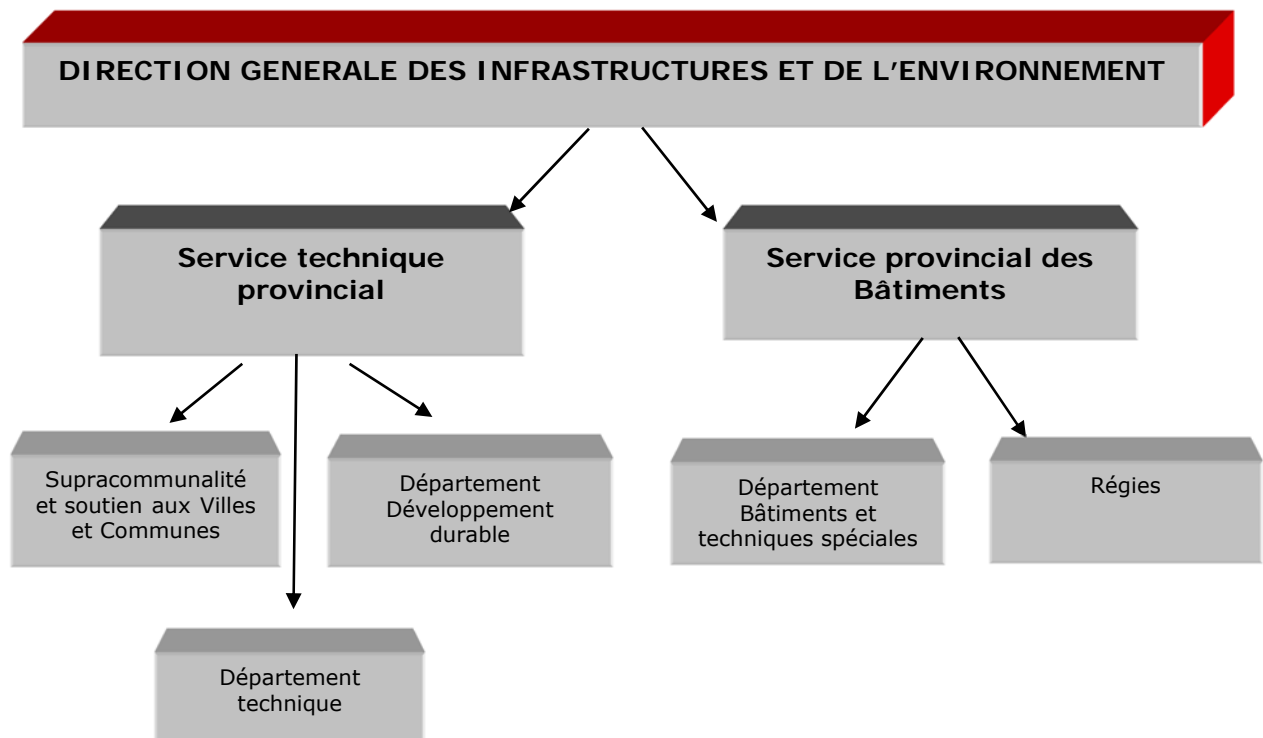 DIRECTION GENERALE DES INFRASTRUCTURES ET DE L’ENVIRONNEMENT
Service technique
provincial
Service provincial des
Bâtiments
Supracommunalité
et soutien aux Villes
et Communes
Département
Développement
durable
Département
Bâtiments et
techniques spéciales
Régies
Département
technique